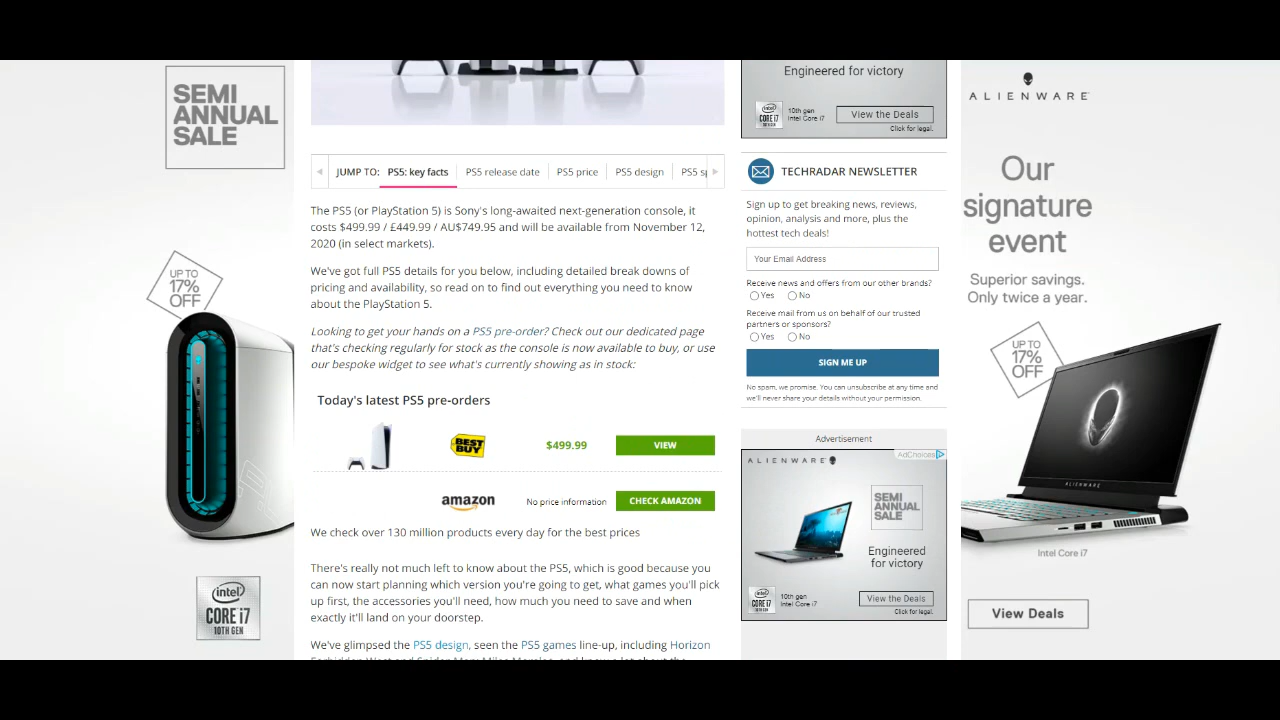 SEMI
ANNUAL
SALE
UP TO
17%
OFF
intel
CORE i7
10TH GEN
JUMP TO: PS5: key facts PS5 release date PS5 price PS5 design PS5
The PS5 (or PlayStation 5) is Sony's long-awaited next-generation console, it
costs $499.99 / £449.99 / AU$749.95 and will be available from November 12,
2020 (in select markets).
We've got full PS5 details for you below, including detailed break downs of
pricing and availability, so read on to find out everything you need to know
about the PlayStation 5.
Looking to get your hands on a PS5 pre-order? Check out our dedicated page
that's checking regularly for stock as the console is now available to buy, or use
our bespoke widget to see what's currently showing as in stock:
Today's latest PS5 pre-orders
BEST
BUY
$499.99
VIEW
amazon
No price information
CHECK AMAZON
We check over 130 million products every day for the best prices
There's really not much left to know about the PS5, which is good because you
can now start planning which version you're going to get, what games you'll pick
up first, the accessories you'll need, how much you need to save and when
exactly it'll land on your doorstep.
We've glimpsed the PS5 design, seen the PS5 games line-up, including Horizon
Engineered for victory
intel
CORE i7
10th gen
Intel Core i7
View the Deals
Click for legal.
TECHRADAR NEWSLETTER
Sign up to get breaking news, reviews,
opinion, analysis and more, plus the
hottest tech deals!
Your Email Address
Receive news and offers from our other brands?
Yes No
Receive mail from us on behalf of our trusted
partners or sponsors?
Yes No
SIGN ME UP
No spam, we promise. You can unsubscribe at any time and
we'll never share your details without your permission.
Advertisement
ALIENWARE
AdChoices
SEMI
ANNUAL
SALE
Engineered
for victory
intel
CORE i7
10th gen
Intel Core i7
View the Deals
Click for legal.
ALIENWARE
Our
signature
event
Superior savings.
Only twice a year.
UP TO
17%
OFF
ALIENWARE
Intel Core i7
View Deals